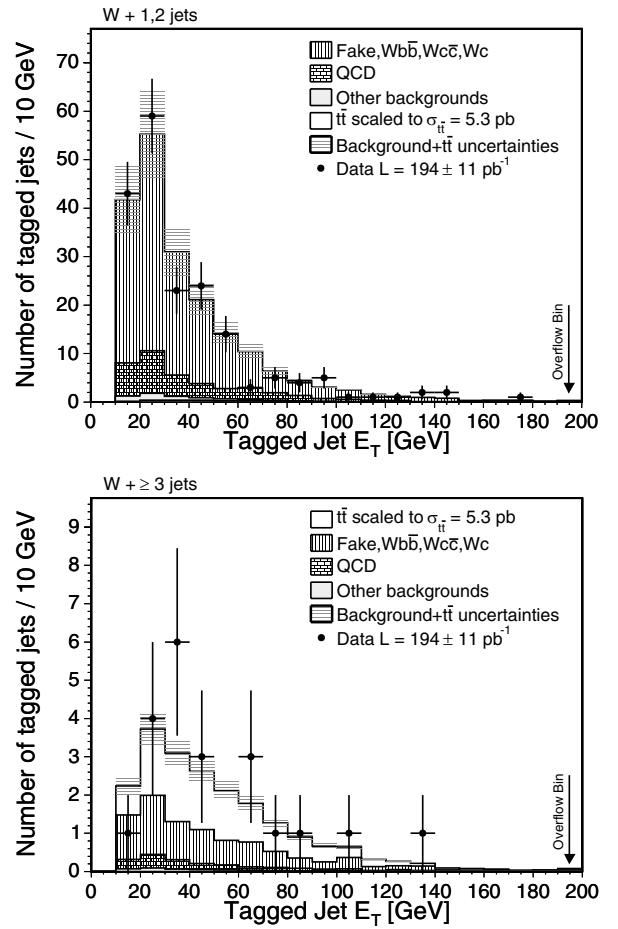 W + 1,2 jets
Number of tagged jets / 10 GeV
70
60
50
40
30
20
10
0
Fake,Wbb̄,Wcc̄,Wc
QCD
Other backgrounds
tt̄ scaled to σ_tt̄ = 5.3 pb
Background+tt̄ uncertainties
Data L = 194 ± 11 pb⁻¹
Overflow Bin
0 20 40 60 80 100 120 140 160 180 200
Tagged Jet E_T [GeV]
W + ≥ 3 jets
Number of tagged jets / 10 GeV
9
8
7
6
5
4
3
2
1
0
tt̄ scaled to σ_tt̄ = 5.3 pb
Fake,Wbb̄,Wcc̄,Wc
QCD
Other backgrounds
Background+tt̄ uncertainties
Data L = 194 ± 11 pb⁻¹
Overflow Bin
0 20 40 60 80 100 120 140 160 180 200
Tagged Jet E_T [GeV]